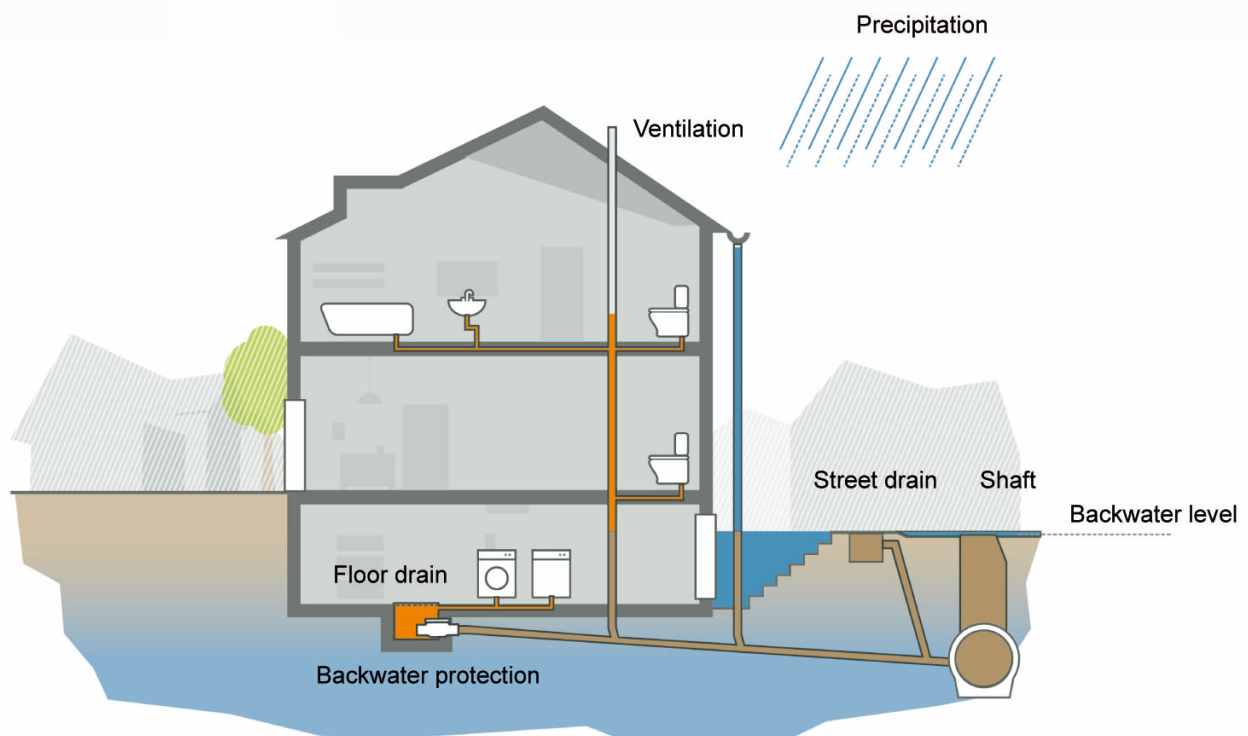 Precipitation
Ventilation
Street drain
Shaft
Backwater level
Floor drain
Backwater protection